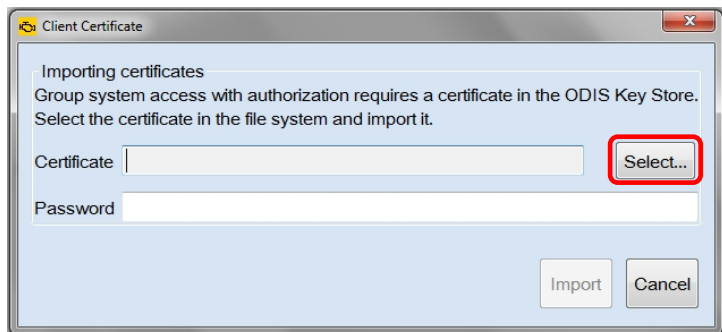 Client Certificate
Importing certificates
Group system access with authorization requires a certificate in the ODIS Key Store.
Select the certificate in the file system and import it.
Certificate Select...
Password
Import Cancel